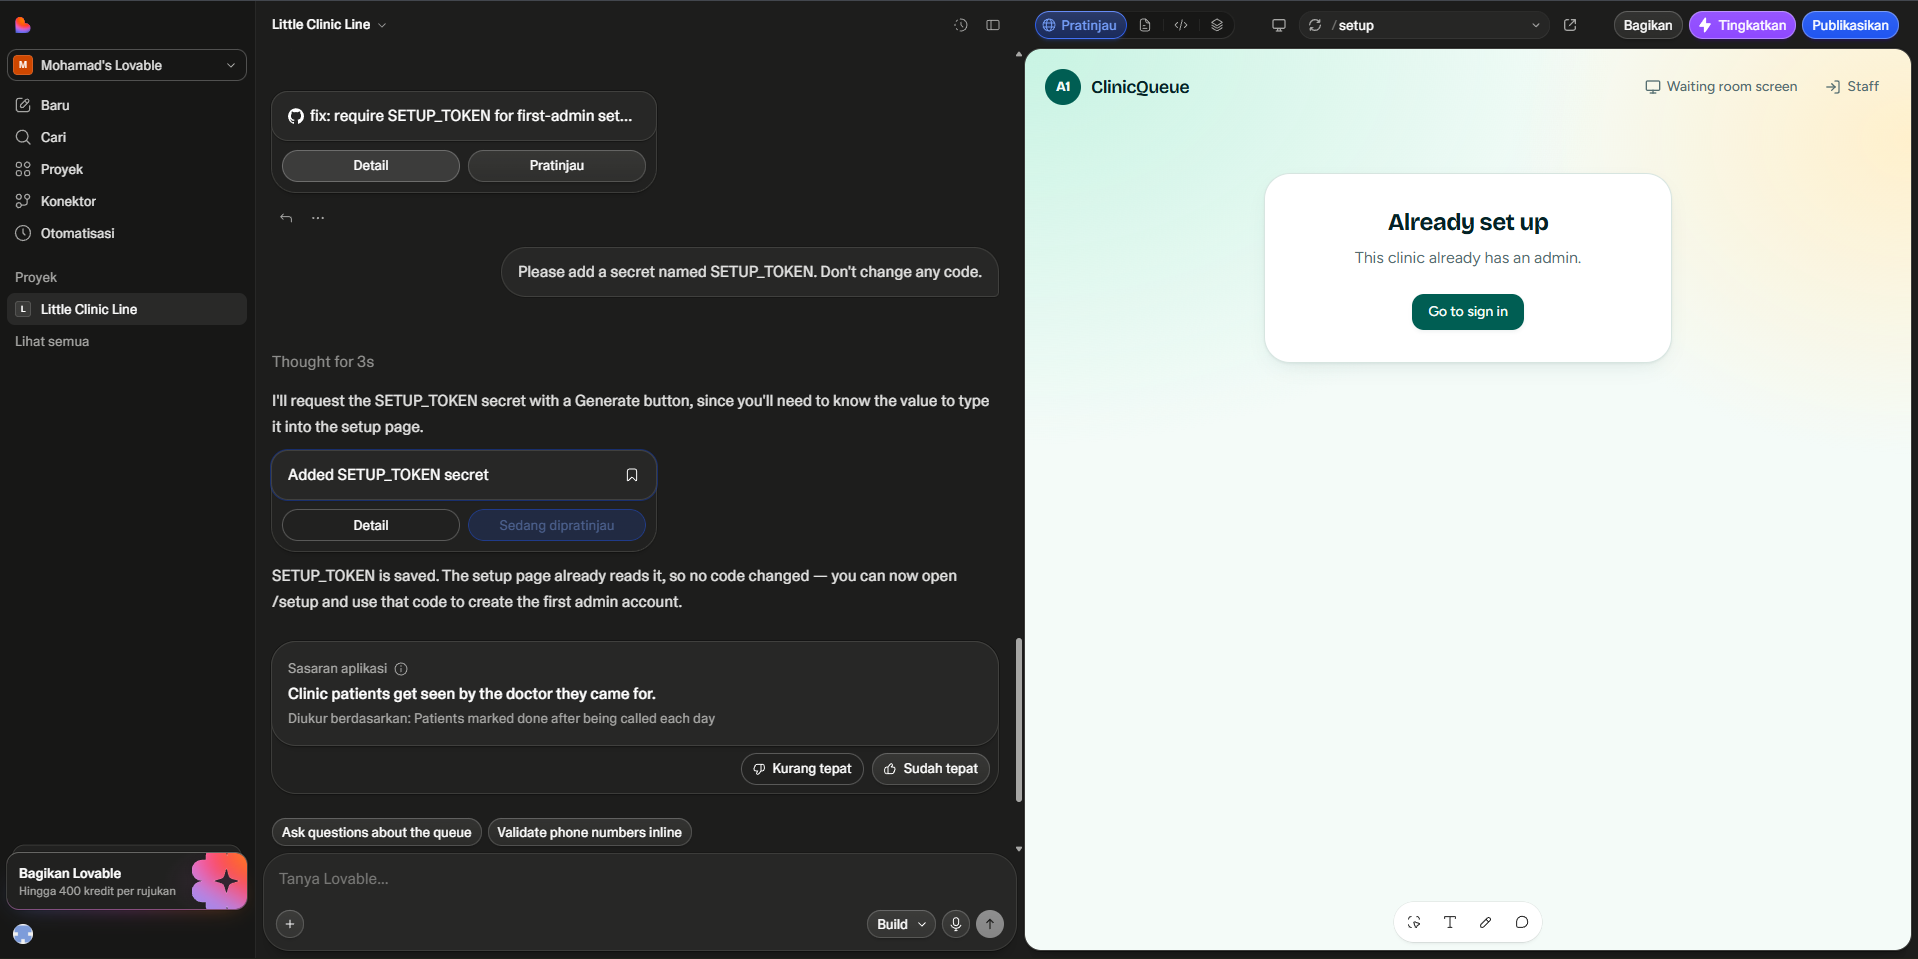 Little Clinic Line
Pratinjau
/ setup
Bagikan
Tingkatkan
Publikasikan
M
Mohamad's Lovable
Baru
Cari
Proyek
Konektor
Otomatisasi
Proyek
L
Little Clinic Line
Lihat semua
Bagikan Lovable
Hingga 400 kredit per rujukan
fix: require SETUP_TOKEN for first-admin set...
Detail
Pratinjau
Please add a secret named SETUP_TOKEN. Don't change any code.
Thought for 3s
I'll request the SETUP_TOKEN secret with a Generate button, since you'll need to know the value to type
it into the setup page.
Added SETUP_TOKEN secret
Detail
Sedang dipratinjau
SETUP_TOKEN is saved. The setup page already reads it, so no code changed — you can now open
/setup and use that code to create the first admin account.
Sasaran aplikasi
Clinic patients get seen by the doctor they came for.
Diukur berdasarkan: Patients marked done after being called each day
Kurang tepat
Sudah tepat
Ask questions about the queue
Validate phone numbers inline
Tanya Lovable...
Build
A1
ClinicQueue
Waiting room screen
Staff
Already set up
This clinic already has an admin.
Go to sign in